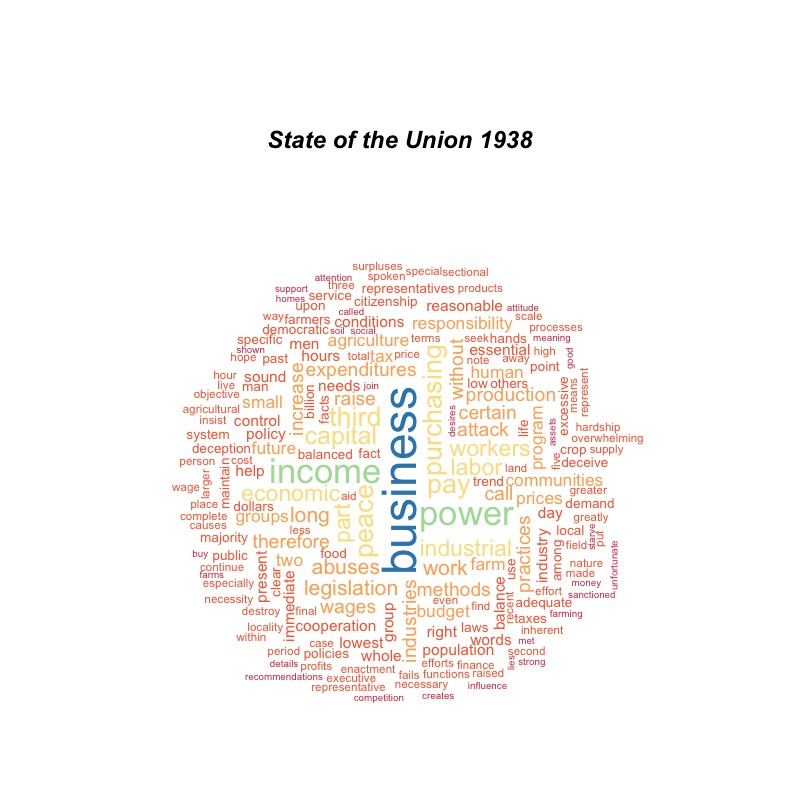 State of the Union 1938
surpluses
spoken
special
sectional
attention
three
support
representatives
products
homes
service
citizenship
upon
called
reasonable
attitude
way
farmers
conditions
responsibility
scale
democratic
soil
social
processes
specific
men
agriculture
terms
seek
hands
meaning
shown
hope
past
hours
total
tax
price
without
essential
note
away
high
good
expenditures
human
point
hour
sound
increase
live
man
needs
join
low
others
purchasing
means
represent
objective
small
billion
raise
production
excessive
agricultural
facts
third
business
desires
certain
program
life
assets
insist
control
attack
hardship
system
policy
capital
overwhelming
deception
future
balanced
fact
workers
crop
supply
person
cost
help
income
labor
land
five
deceive
larger
maintain
pay
trend
communities
wage
economic
aid
call
prices
greater
place
dollars
part
peace
power
day
demand
complete
groups
long
greatly
causes
less
practices
industry
local
starve
put
majority
therefore
industrial
among
field
unfortunate
buy
public
food
two
abuses
work
farm
use
nature
continue
present
clear
made
farms
especially
immediate
legislation
methods
balance
recent
effort
money
sanctioned
necessity
wages
industries
even
budget
find
adequate
destroy
final
group
taxes
farming
locality
cooperation
right
laws
inherent
within
case
lowest
words
met
period
policies
whole.
population
second
details
profits
enactment
efforts
finance
lies
strong
recommendations
executive
fails
functions
raised
representative
necessary
influence
competition
creates